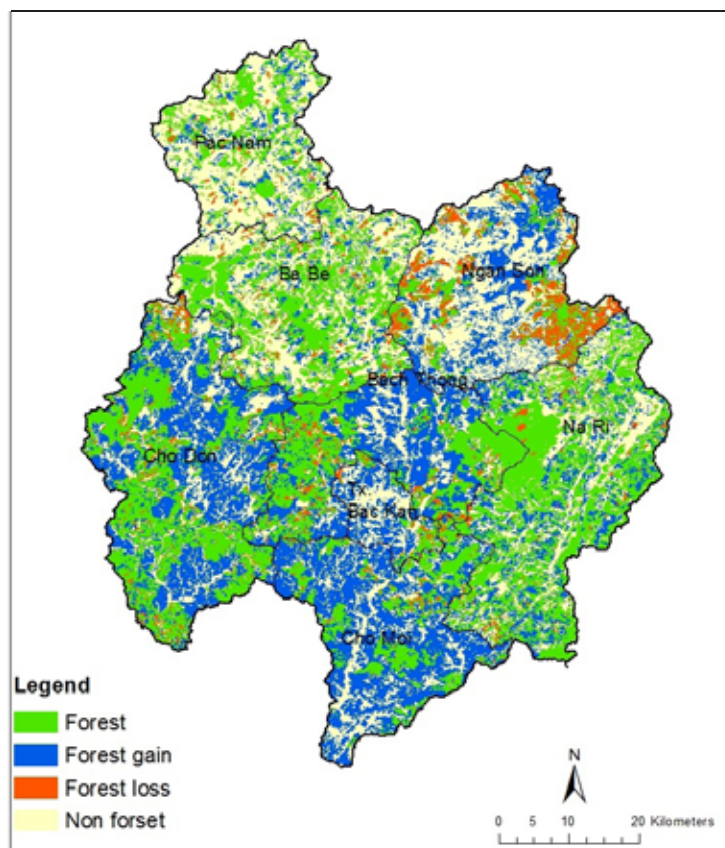 Pac Nam
Be Be
Ngan Son
Bach Thong
Na Ri
Cho Don
Tx.
Bac Kan
Cho Moi
Legend
Forest
Forest gain
Forest loss
Non forset
N
0 5 10 20 Kilometers